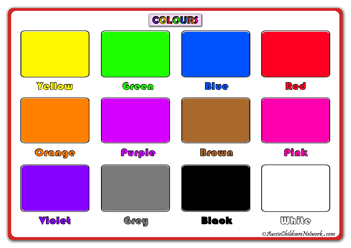 COLOURS
Yellow Green Blue Red
Orange Purple Brown Pink
Violet Grey Black White
© AussieChildcareNetwork.com